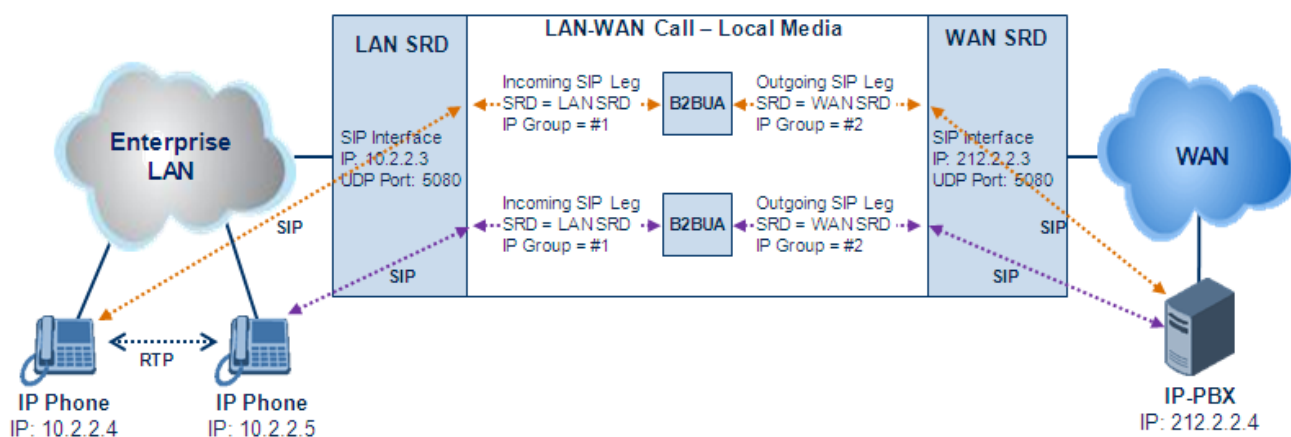 LAN SRD
LAN-WAN Call – Local Media
WAN SRD
Incoming SIP Leg
SRD = LAN SRD
IP Group = #1
B2BUA
Outgoing SIP Leg
SRD = WAN SRD
IP Group = #2
Enterprise
LAN
SIP Interface
IP: 10.2.2.3
UDP Port: 5080
SIP Interface
IP: 212.2.2.3
UDP Port: 5080
WAN
Incoming SIP Leg
SRD = LAN SRD
IP Group = #1
B2BUA
Outgoing SIP Leg
SRD = WAN SRD
IP Group = #2
SIP
SIP
SIP
SIP
RTP
IP Phone
IP: 10.2.2.4
IP Phone
IP: 10.2.2.5
IP-PBX
IP: 212.2.2.4